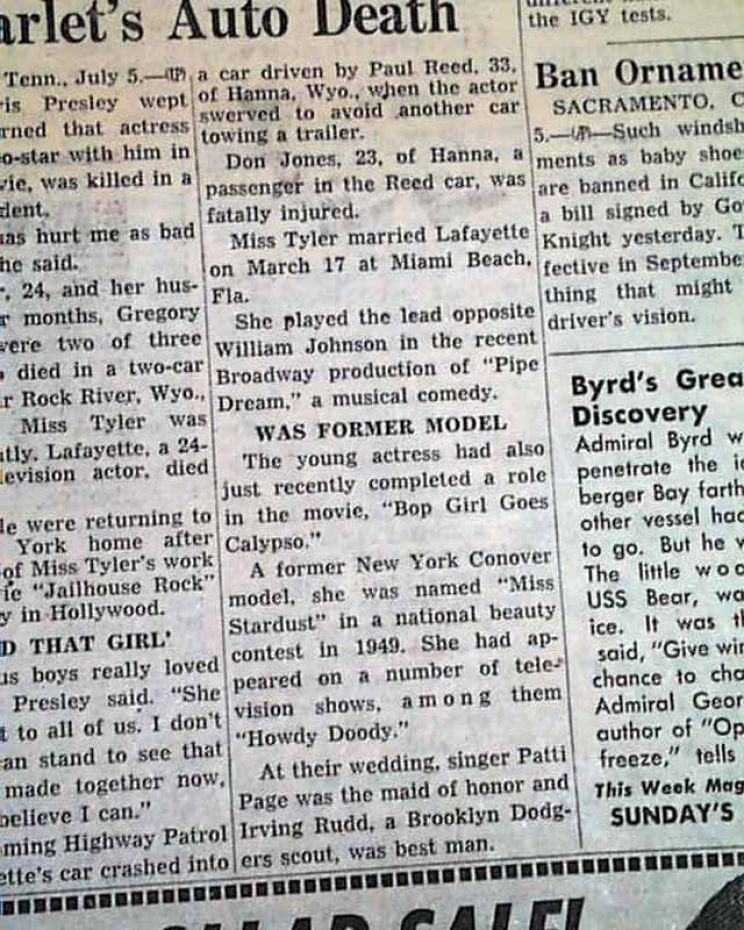 arlet's Auto Death
Tenn., July 5.—(UP)
is Presley wept
rned that actress
o-star with him in
vie, was killed in a
dent.
as hurt me as bad
he said.
r, 24, and her hus-
r months, Gregory
were two of three
died in a two-car
r Rock River, Wyo.,
Miss Tyler was
tly. Lafayette, a 24-
levision actor, died
le were returning to
York home after
of Miss Tyler's work
ic "Jailhouse Rock"
y in Hollywood.
D THAT GIRL'
us boys really loved
Presley said. "She
t to all of us. I don't
an stand to see that
made together now,
believe I can."
ming Highway Patrol
ette's car crashed into
a car driven by Paul Reed, 33,
of Hanna, Wyo., when the actor
swerved to avoid another car
towing a trailer.
Don Jones, 23, of Hanna, a
passenger in the Reed car, was
fatally injured.
Miss Tyler married Lafayette
on March 17 at Miami Beach,
Fla.
She played the lead opposite
William Johnson in the recent
Broadway production of "Pipe
Dream," a musical comedy.
WAS FORMER MODEL
The young actress had also
just recently completed a role
in the movie, "Bop Girl Goes
Calypso."
A former New York Conover
model, she was named "Miss
Stardust" in a national beauty
contest in 1949. She had ap-
peared on a number of tele-
vision shows, among them
"Howdy Doody."
At their wedding, singer Patti
Page was the maid of honor and
Irving Rudd, a Brooklyn Dodg-
ers scout, was best man.
the IGY tests.
Ban Orname
SACRAMENTO, C
5.—(AP)—Such windsh
ments as baby shoe
are banned in Califo
a bill signed by Go
Knight yesterday. T
fective in September
thing that might
driver's vision.
Byrd's Grea
Discovery
Admiral Byrd w
penetrate the ic
berger Bay farth
other vessel had
to go. But he w
The little wood
USS Bear, wa
ice. It was th
said, "Give wir
chance to cha
Admiral Geor
author of "Op
freeze," tells
This Week Mag
SUNDAY'S
SALE!